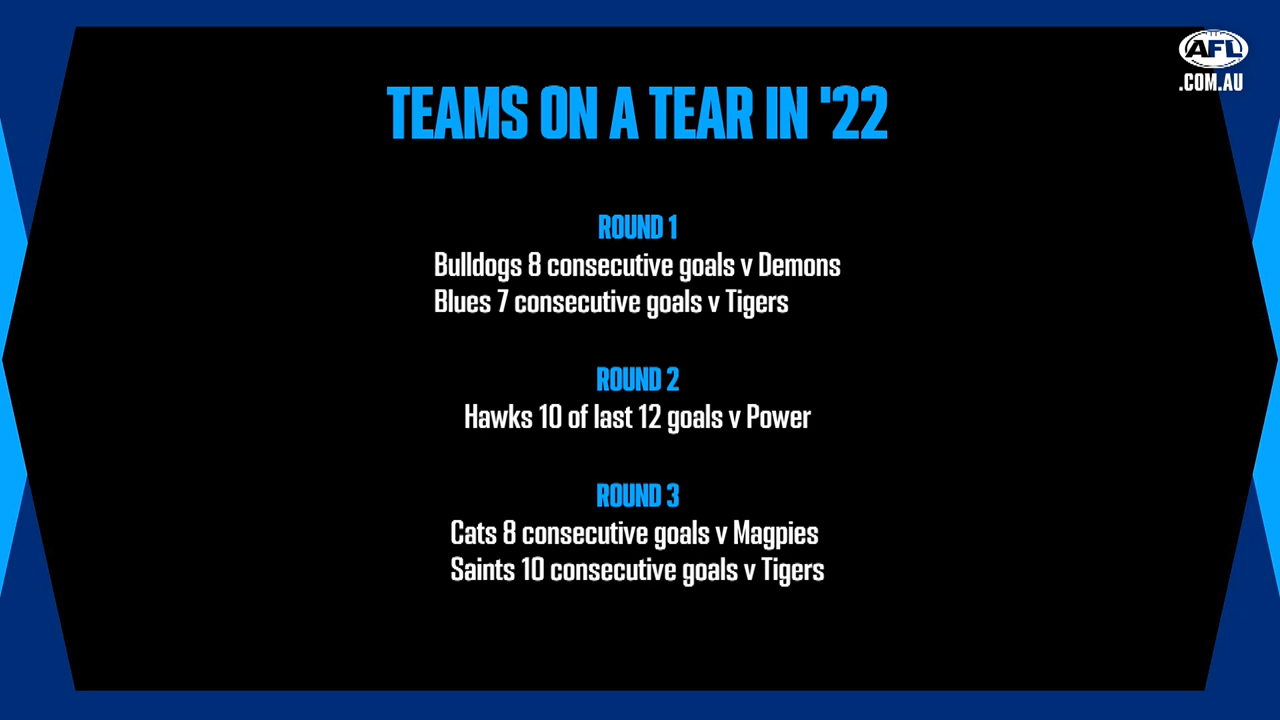 AFL
.COM.AU
TEAMS ON A TEAR IN '22
ROUND 1
Bulldogs 8 consecutive goals v Demons
Blues 7 consecutive goals v Tigers
ROUND 2
Hawks 10 of last 12 goals v Power
ROUND 3
Cats 8 consecutive goals v Magpies
Saints 10 consecutive goals v Tigers